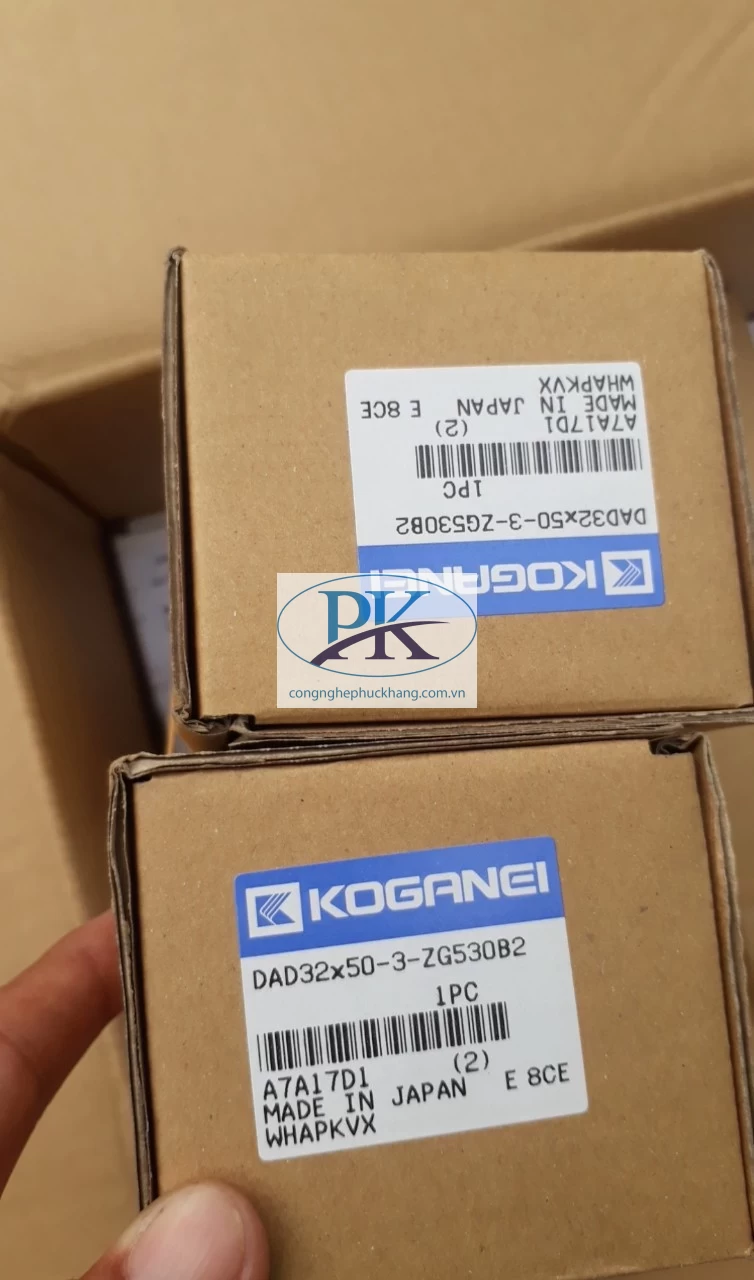 WHAPKVX
MADE IN JAPAN E 8CE
A7A17D1 (2)
1PC
DAD32x50-3-ZG530B2
KOGANEI
PK
congnghephuckhang.com.vn
KOGANEI
DAD32x50-3-ZG530B2
1PC
A7A17D1 (2)
MADE IN JAPAN E 8CE
WHAPKVX